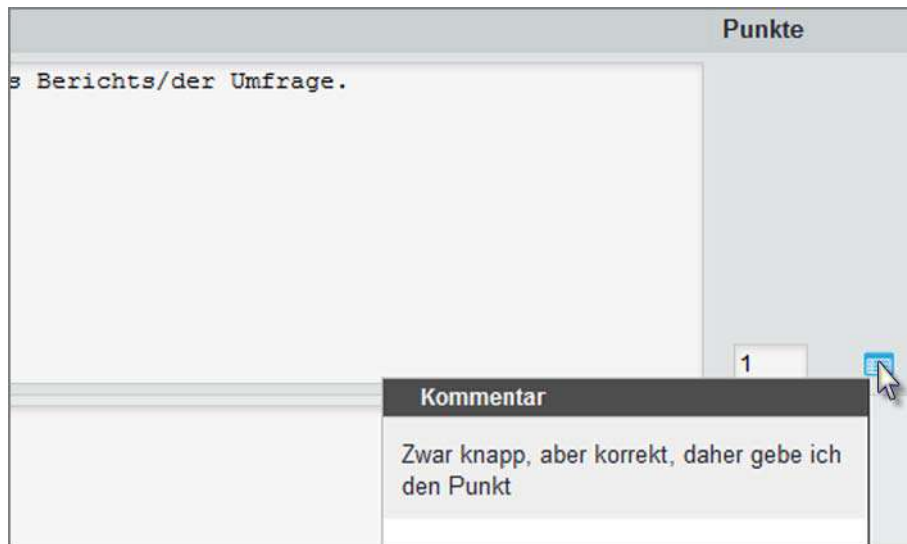 Punkte
s Berichts/der Umfrage.
1
Kommentar
Zwar knapp, aber korrekt, daher gebe ich
den Punkt